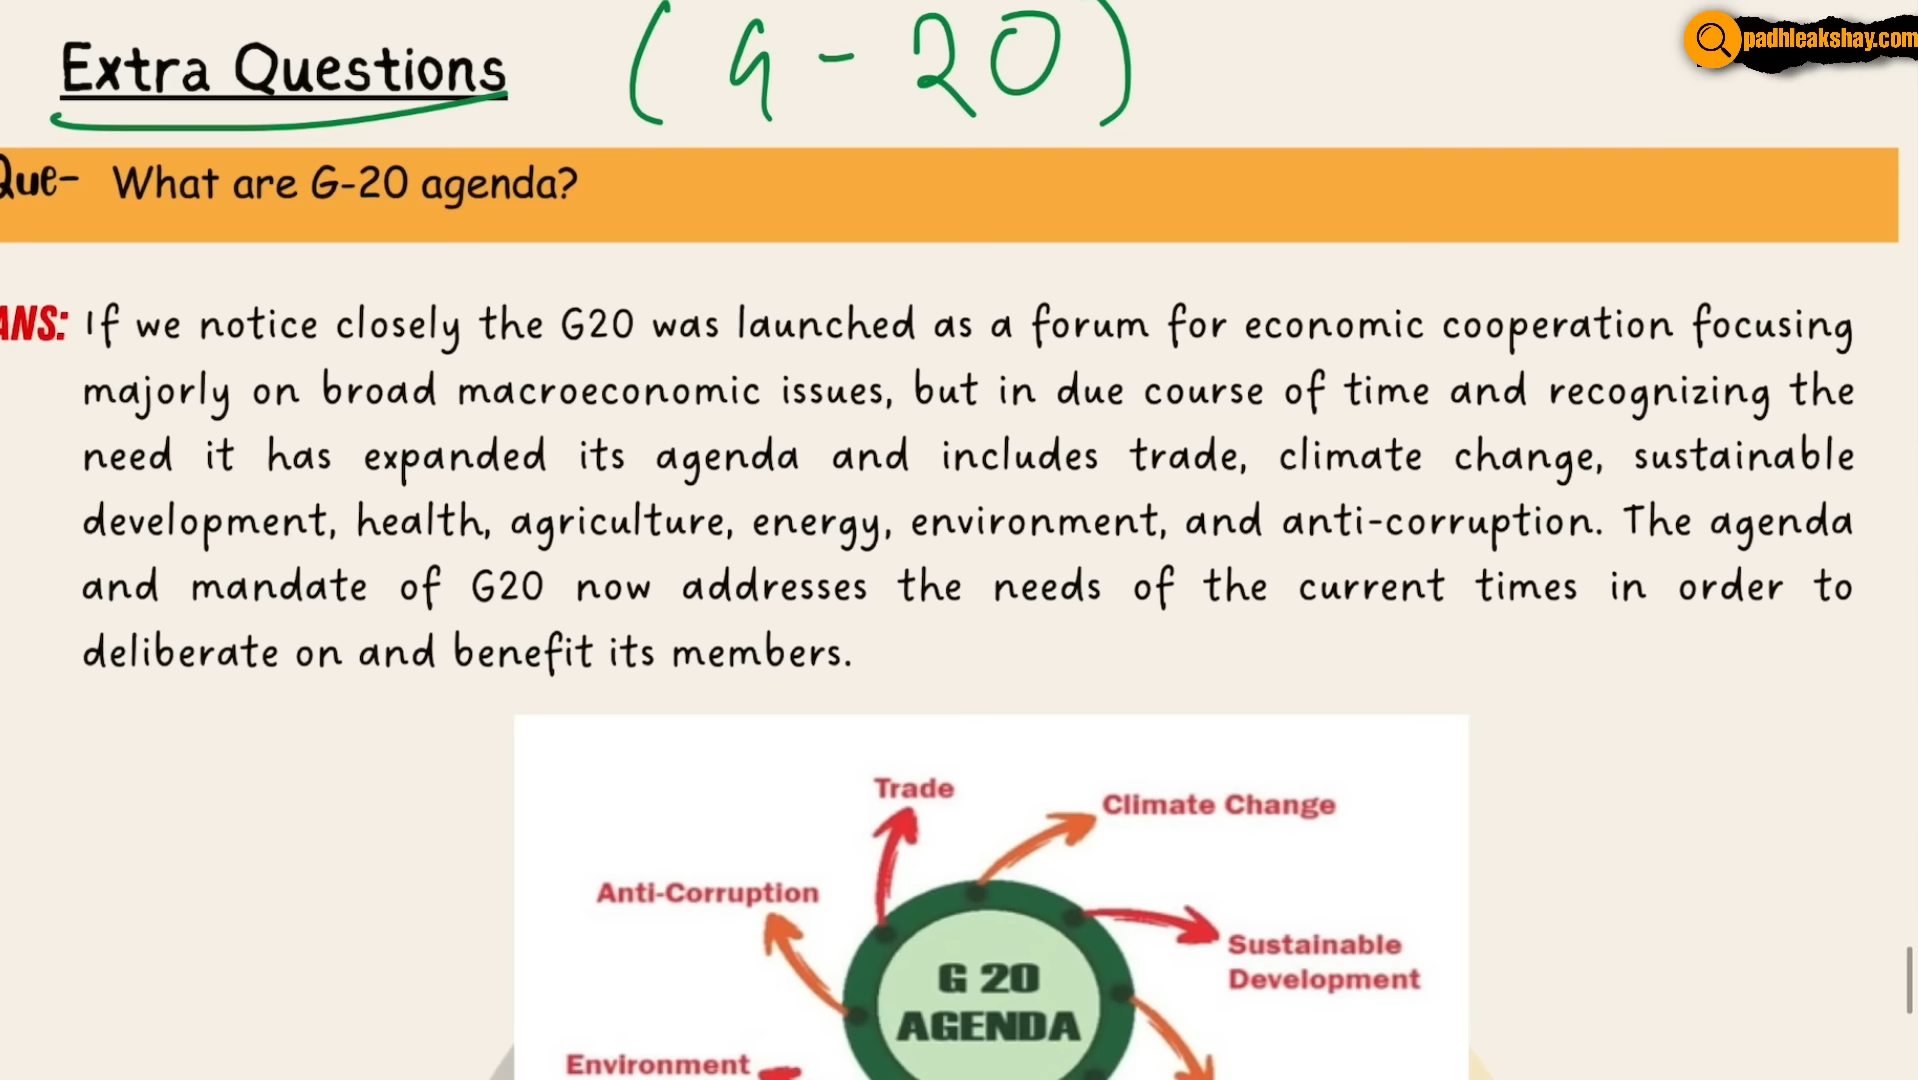 Extra Questions (G-20)
padhleakshay.com
Que- What are G-20 agenda?
ANS: If we notice closely the G20 was launched as a forum for economic cooperation focusing
majorly on broad macroeconomic issues, but in due course of time and recognizing the
need it has expanded its agenda and includes trade, climate change, sustainable
development, health, agriculture, energy, environment, and anti-corruption. The agenda
and mandate of G20 now addresses the needs of the current times in order to
deliberate on and benefit its members.
Trade
Climate Change
Anti-Corruption
Sustainable
Development
G 20
AGENDA
Environment